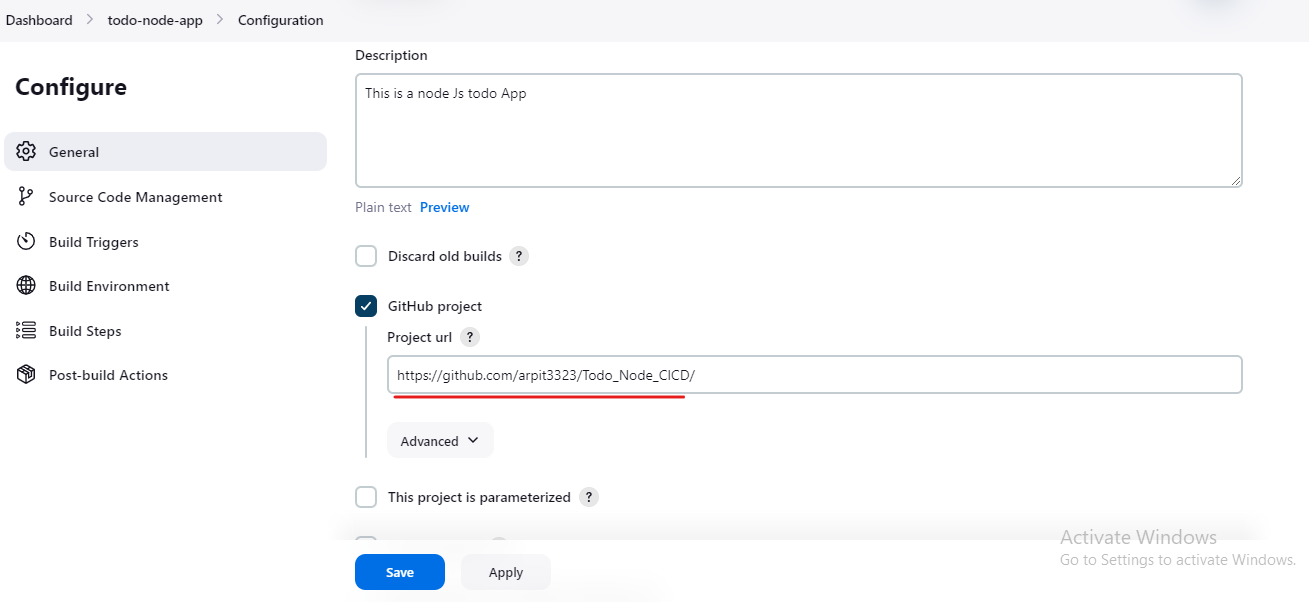 Dashboard > todo-node-app > Configuration
Configure
General
Source Code Management
Build Triggers
Build Environment
Build Steps
Post-build Actions
Description
This is a node Js todo App
Plain text Preview
Discard old builds ?
GitHub project
Project url ?
https://github.com/arpit3323/Todo_Node_CICD/
Advanced
This project is parameterized ?
Save Apply
Activate Windows
Go to Settings to activate Windows.